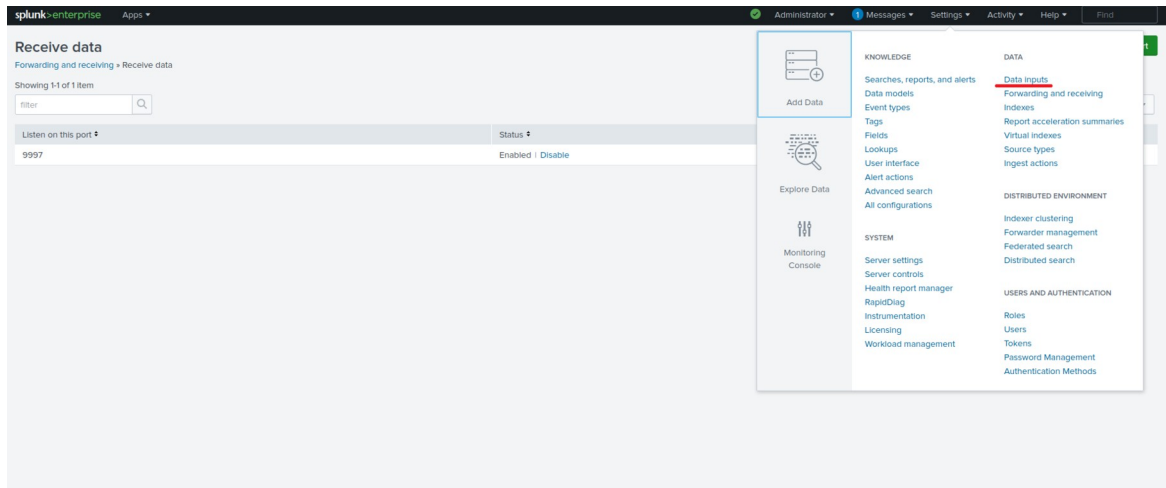 splunk>enterprise Apps ▾ Administrator ▾ 1 Messages ▾ Settings ▾ Activity ▾ Help ▾ Find
Receive data
Forwarding and receiving » Receive data
Showing 1-1 of 1 item
filter
Listen on this port Status
9997 Enabled | Disable
Add Data
Explore Data
Monitoring
Console
KNOWLEDGE
Searches, reports, and alerts
Data models
Event types
Tags
Fields
Lookups
User interface
Alert actions
Advanced search
All configurations
SYSTEM
Server settings
Server controls
Health report manager
RapidDiag
Instrumentation
Licensing
Workload management
DATA
Data inputs
Forwarding and receiving
Indexes
Report acceleration summaries
Virtual indexes
Source types
Ingest actions
DISTRIBUTED ENVIRONMENT
Indexer clustering
Forwarder management
Federated search
Distributed search
USERS AND AUTHENTICATION
Roles
Users
Tokens
Password Management
Authentication Methods